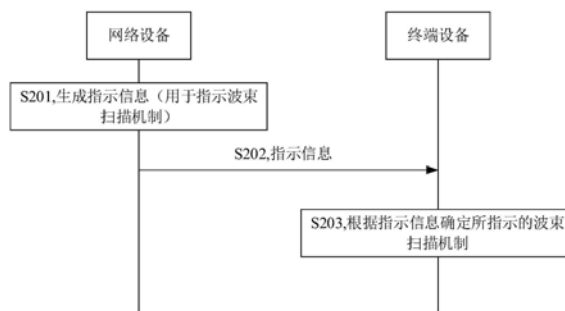 网络设备
终端设备
S201,生成指示信息（用于指示波束
扫描机制）
S202,指示信息
S203,根据指示信息确定所指示的波束
扫描机制